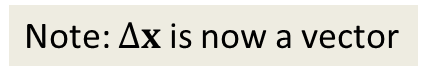 Note: Δx is now a vector